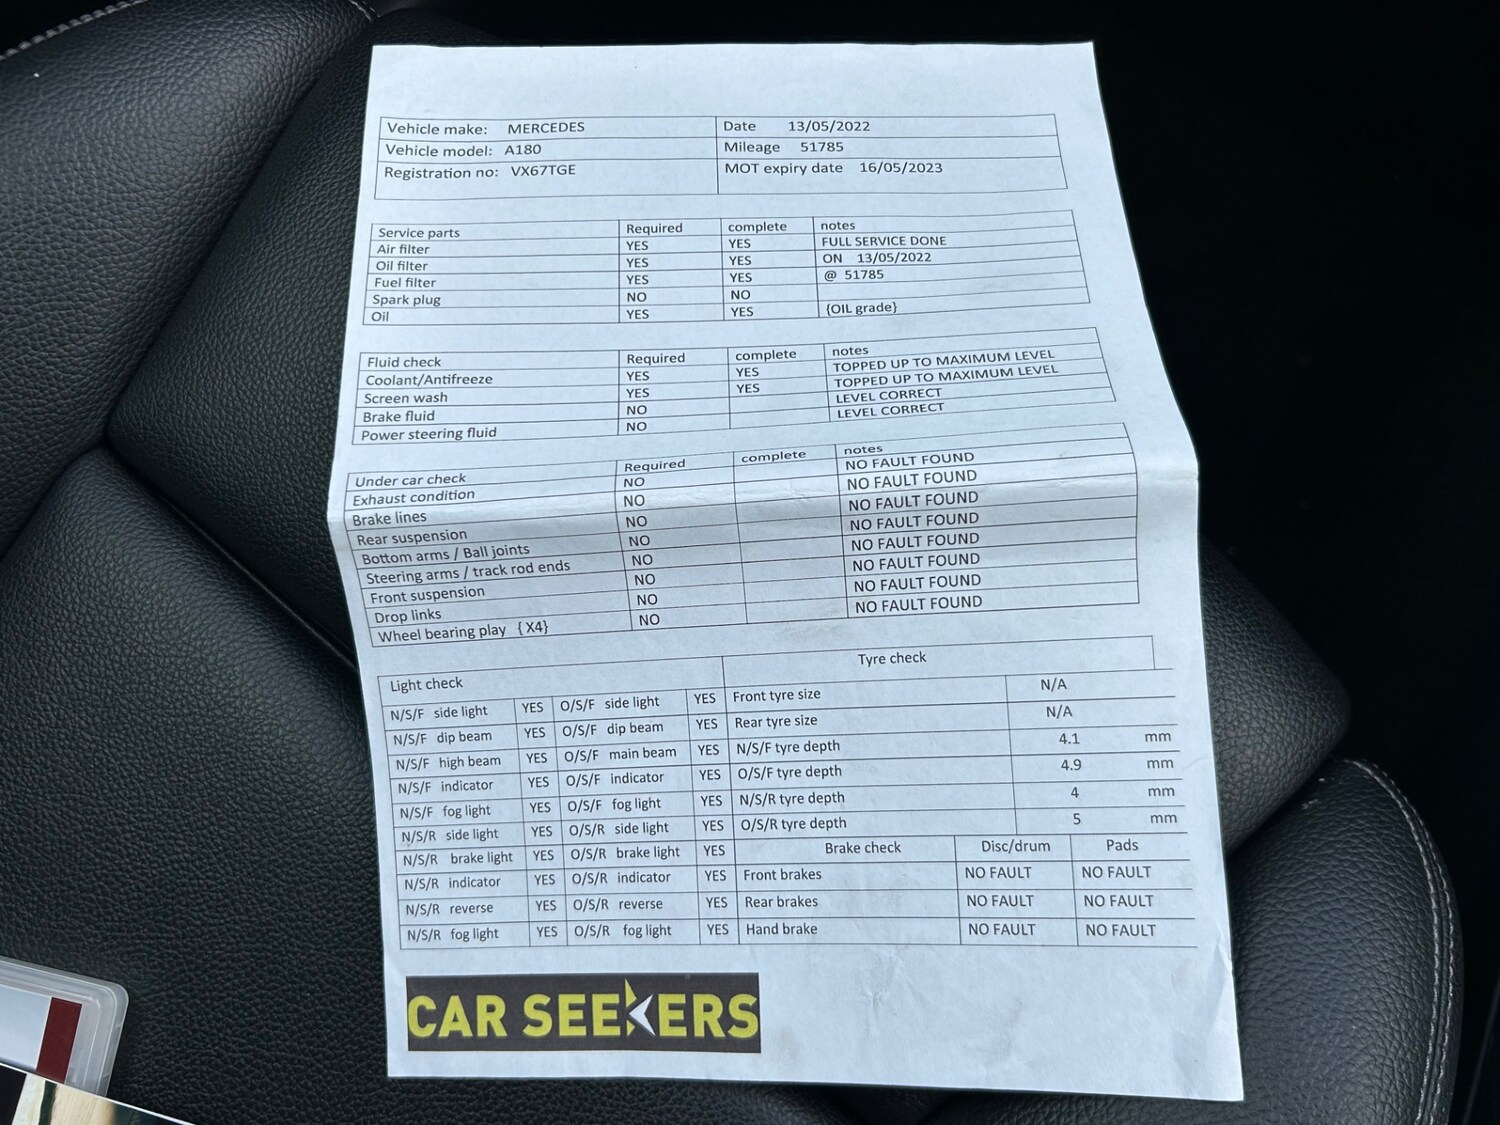 Vehicle make: MERCEDES Date 13/05/2022
Vehicle model: A180 Mileage 51785
Registration no: VX67TGE MOT expiry date 16/05/2023
Service parts Required complete notes
Air filter YES YES FULL SERVICE DONE
Oil filter YES YES ON 13/05/2022
Fuel filter YES YES @ 51785
Spark plug NO NO
Oil YES YES {OIL grade}
Fluid check Required complete notes
Coolant/Antifreeze YES YES TOPPED UP TO MAXIMUM LEVEL
Screen wash YES YES TOPPED UP TO MAXIMUM LEVEL
Brake fluid NO LEVEL CORRECT
Power steering fluid NO LEVEL CORRECT
Under car check Required complete notes
Exhaust condition NO NO FAULT FOUND
Brake lines NO NO FAULT FOUND
Rear suspension NO NO FAULT FOUND
Bottom arms / Ball joints NO NO FAULT FOUND
Steering arms / track rod ends NO NO FAULT FOUND
Front suspension NO NO FAULT FOUND
Drop links NO NO FAULT FOUND
Wheel bearing play {X4} NO NO FAULT FOUND
Light check Tyre check
N/S/F side light YES O/S/F side light YES Front tyre size N/A
N/S/F dip beam YES O/S/F dip beam YES Rear tyre size N/A
N/S/F high beam YES O/S/F main beam YES N/S/F tyre depth 4.1 mm
N/S/F indicator YES O/S/F indicator YES O/S/F tyre depth 4.9 mm
N/S/F fog light YES O/S/F fog light YES N/S/R tyre depth 4 mm
N/S/R side light YES O/S/R side light YES O/S/R tyre depth 5 mm
N/S/R brake light YES O/S/R brake light YES Brake check Disc/drum Pads
N/S/R indicator YES O/S/R indicator YES Front brakes NO FAULT NO FAULT
N/S/R reverse YES O/S/R reverse YES Rear brakes NO FAULT NO FAULT
N/S/R fog light YES O/S/R fog light YES Hand brake NO FAULT NO FAULT
CAR SEEKERS